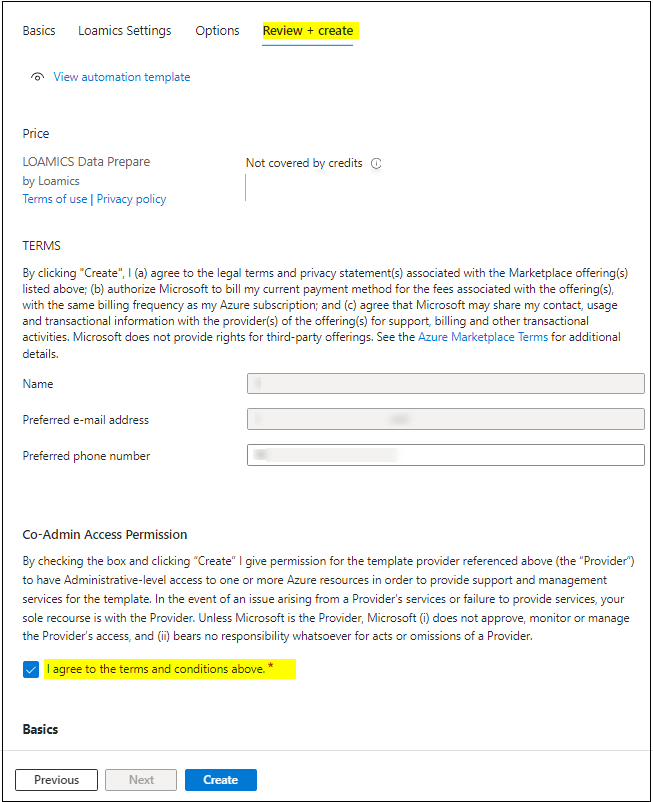 Basics Loamics Settings Options Review + create
View automation template
Price
LOAMICS Data Prepare Not covered by credits
by Loamics
Terms of use | Privacy policy
TERMS
By clicking "Create", I (a) agree to the legal terms and privacy statement(s) associated with the Marketplace offering(s)
listed above; (b) authorize Microsoft to bill my current payment method for the fees associated with the offering(s),
with the same billing frequency as my Azure subscription; and (c) agree that Microsoft may share my contact, usage
and transactional information with the provider(s) of the offering(s) for support, billing and other transactional
activities. Microsoft does not provide rights for third-party offerings. See the Azure Marketplace Terms for additional
details.
Name
Preferred e-mail address
Preferred phone number
Co-Admin Access Permission
By checking the box and clicking “Create” I give permission for the template provider referenced above (the “Provider”)
to have Administrative-level access to one or more Azure resources in order to provide support and management
services for the template. In the event of an issue arising from a Provider's services or failure to provide services, your
sole recourse is with the Provider. Unless Microsoft is the Provider, Microsoft (i) does not approve, monitor or manage
the Provider's access, and (ii) bears no responsibility whatsoever for acts or omissions of a Provider.
I agree to the terms and conditions above. *
Basics
Previous Next Create